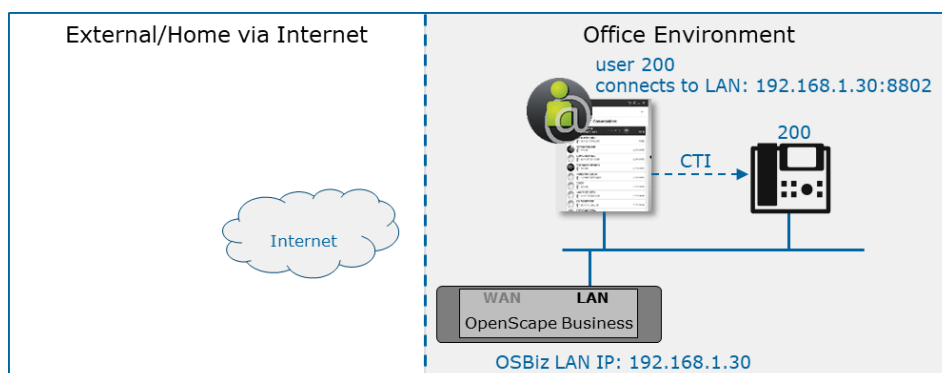 External/Home via Internet
Office Environment
user 200
connects to LAN: 192.168.1.30:8802
@
200
CTI
Internet
WAN LAN
OpenScape Business
OSBiz LAN IP: 192.168.1.30